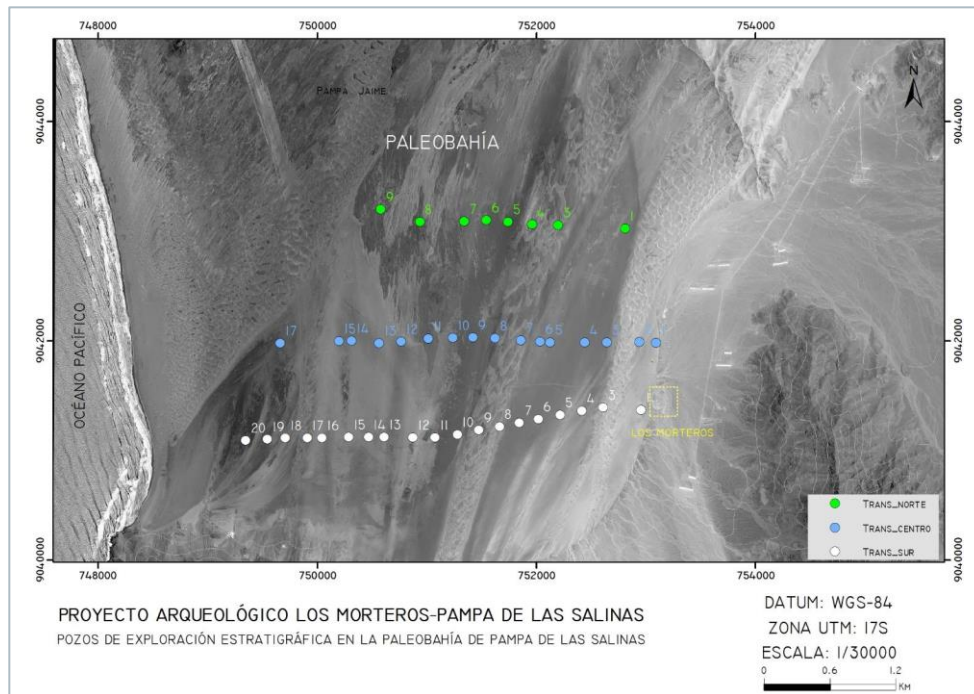 748000 750000 752000 754000
N
PAMPA JAIME
9044000 9044000
PALEOBAHÍA
9 8 7 6 5 4 3 1
OCÉANO PACÍFICO
9042000 9042000
17 15 14 13 12 11 10 9 8 7 6 5 4 3 2 1
20 19 18 17 16 15 14 13 12 11 10 9 8 7 6 5 4 3
LOS MORTEROS
TRANS_NORTE
TRANS_CENTRO
TRANS_SUR
9040000 9040000
748000 750000 752000 754000
PROYECTO ARQUEOLÓGICO LOS MORTEROS-PAMPA DE LAS SALINAS
POZOS DE EXPLORACIÓN ESTRATIGRÁFICA EN LA PALEOBAHÍA DE PAMPA DE LAS SALINAS
DATUM: WGS-84
ZONA UTM: 17S
ESCALA: 1/30000
0 0.6 1.2
KM